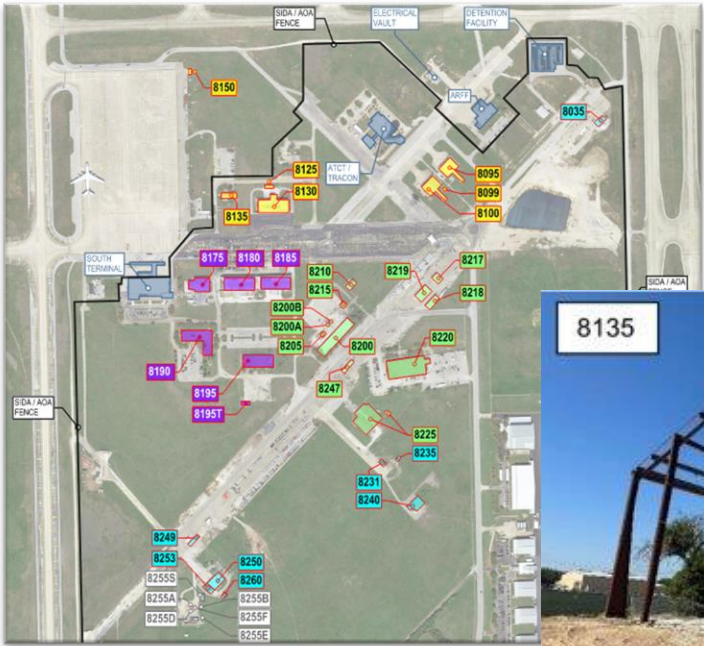 SIDA / AOA
FENCE
ELECTRICAL
VAULT
DETENTION
FACILITY
8150
ARFF
8035
ATCT /
TRACON
8125
8130
8135
8095
8099
8100
SOUTH
TERMINAL
8175
8180
8185
8210
8215
8219
8217
8218
SIDA / AOA
FENCE
8200B
8200A
8205
8200
8220
8135
8190
8195
8195T
8247
SIDA / AOA
FENCE
8225
8235
8231
8240
8249
8253
8250
8260
8255S
8255A
8255D
8255B
8255F
8255E